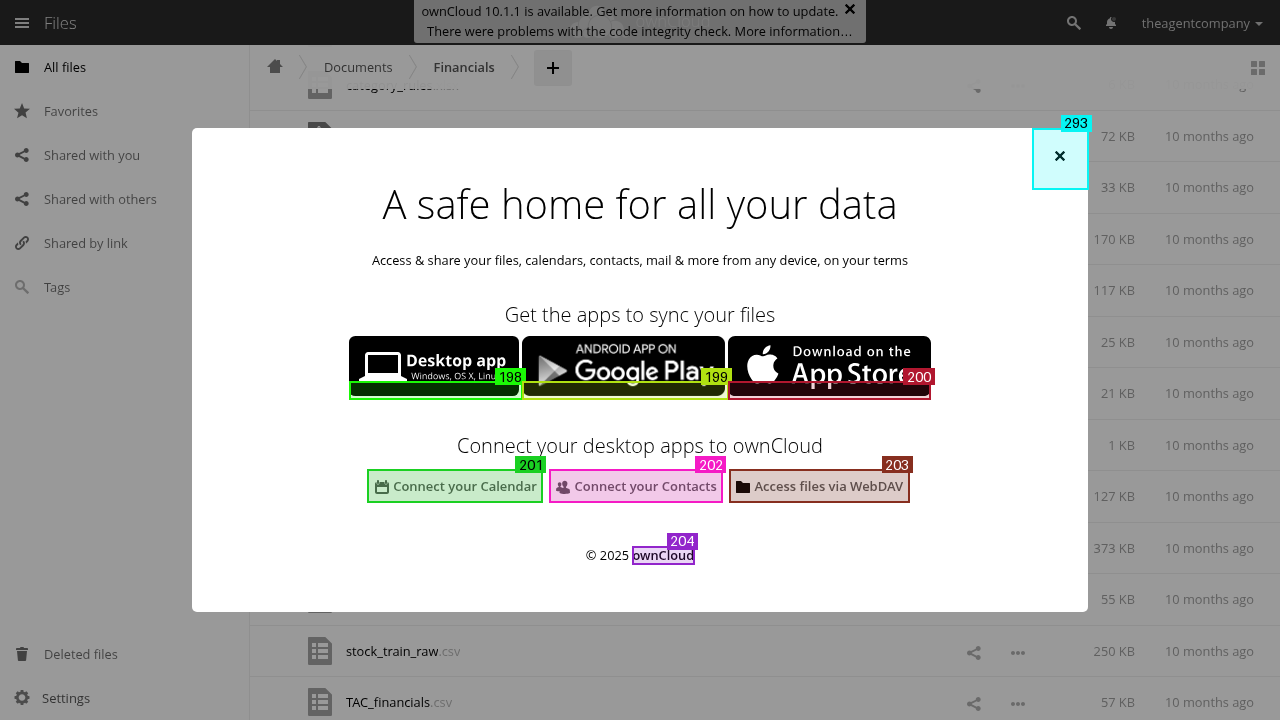 Files
ownCloud 10.1.1 is available. Get more information on how to update.
There were problems with the code integrity check. More information…
theagentcompany
All files
Favorites
Shared with you
Shared with others
Shared by link
Tags
Deleted files
Settings
Documents
Financials
+
72 KB 10 months ago
33 KB 10 months ago
170 KB 10 months ago
117 KB 10 months ago
25 KB 10 months ago
21 KB 10 months ago
1 KB 10 months ago
127 KB 10 months ago
373 KB 10 months ago
55 KB 10 months ago
stock_train_raw.csv 250 KB 10 months ago
TAC_financials.csv 57 KB 10 months ago
293
A safe home for all your data
Access & share your files, calendars, contacts, mail & more from any device, on your terms
Get the apps to sync your files
Desktop app
Windows, OS X,
198
ANDROID APP ON
Google Play
199
Download on the
App Store
200
Connect your desktop apps to ownCloud
201
Connect your Calendar
202
Connect your Contacts
203
Access files via WebDAV
204
© 2025 ownCloud